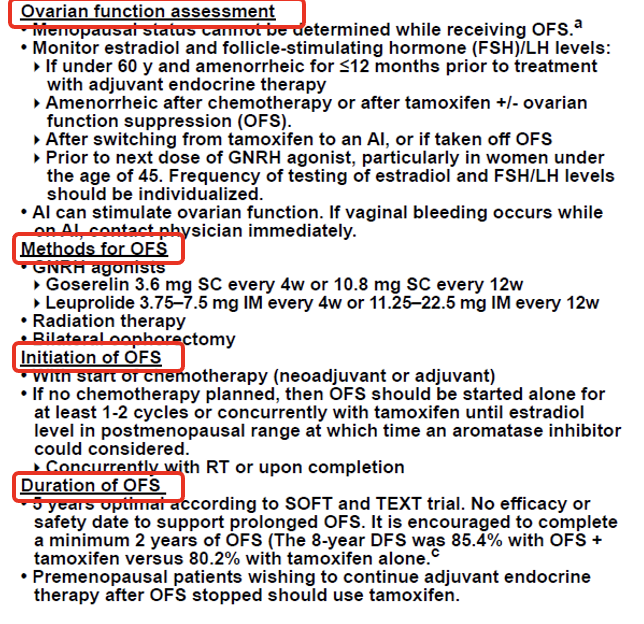 Ovarian function assessment
• Menopausal status cannot be determined while receiving OFS.a
• Monitor estradiol and follicle-stimulating hormone (FSH)/LH levels:
▸ If under 60 y and amenorrheic for ≤12 months prior to treatment
with adjuvant endocrine therapy
▸ Amenorrheic after chemotherapy or after tamoxifen +/- ovarian
function suppression (OFS).
▸ After switching from tamoxifen to an AI, or if taken off OFS
▸ Prior to next dose of GNRH agonist, particularly in women under
the age of 45. Frequency of testing of estradiol and FSH/LH levels
should be individualized.
• AI can stimulate ovarian function. If vaginal bleeding occurs while
on AI, contact physician immediately.
Methods for OFS
• GNRH agonists
▸ Goserelin 3.6 mg SC every 4w or 10.8 mg SC every 12w
▸ Leuprolide 3.75–7.5 mg IM every 4w or 11.25–22.5 mg IM every 12w
• Radiation therapy
• Bilateral oophorectomy
Initiation of OFS
• With start of chemotherapy (neoadjuvant or adjuvant)
• If no chemotherapy planned, then OFS should be started alone for
at least 1-2 cycles or concurrently with tamoxifen until estradiol
level in postmenopausal range at which time an aromatase inhibitor
could considered.
▸ Concurrently with RT or upon completion
Duration of OFS
• 5 years optimal according to SOFT and TEXT trial. No efficacy or
safety date to support prolonged OFS. It is encouraged to complete
a minimum 2 years of OFS (The 8-year DFS was 85.4% with OFS +
tamoxifen versus 80.2% with tamoxifen alone.c
• Premenopausal patients wishing to continue adjuvant endocrine
therapy after OFS stopped should use tamoxifen.